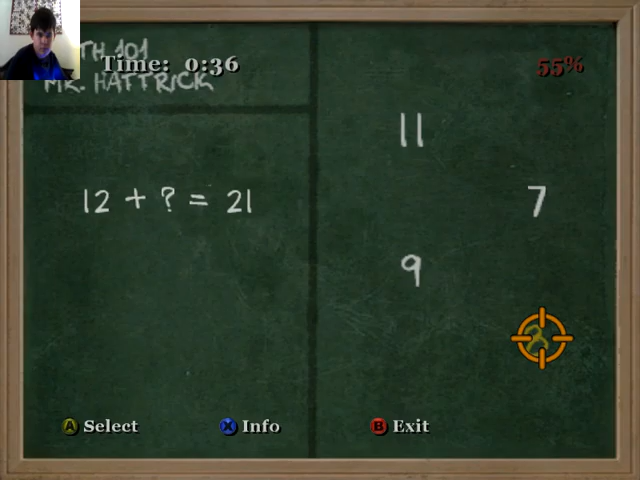 TH 101
Time: 0:36
55%
MR. HATTRICK
11
12 + ? = 21
7
9
A Select
X Info
B Exit